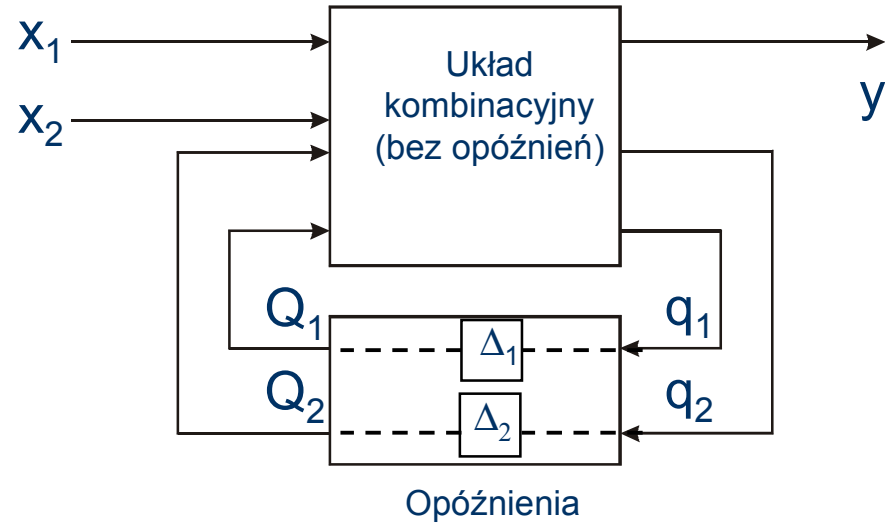 x₁
x₂
Układ
kombinacyjny
(bez opóźnień)
y
Q₁
Δ₁
q₁
Q₂
Δ₂
q₂
Opóźnienia